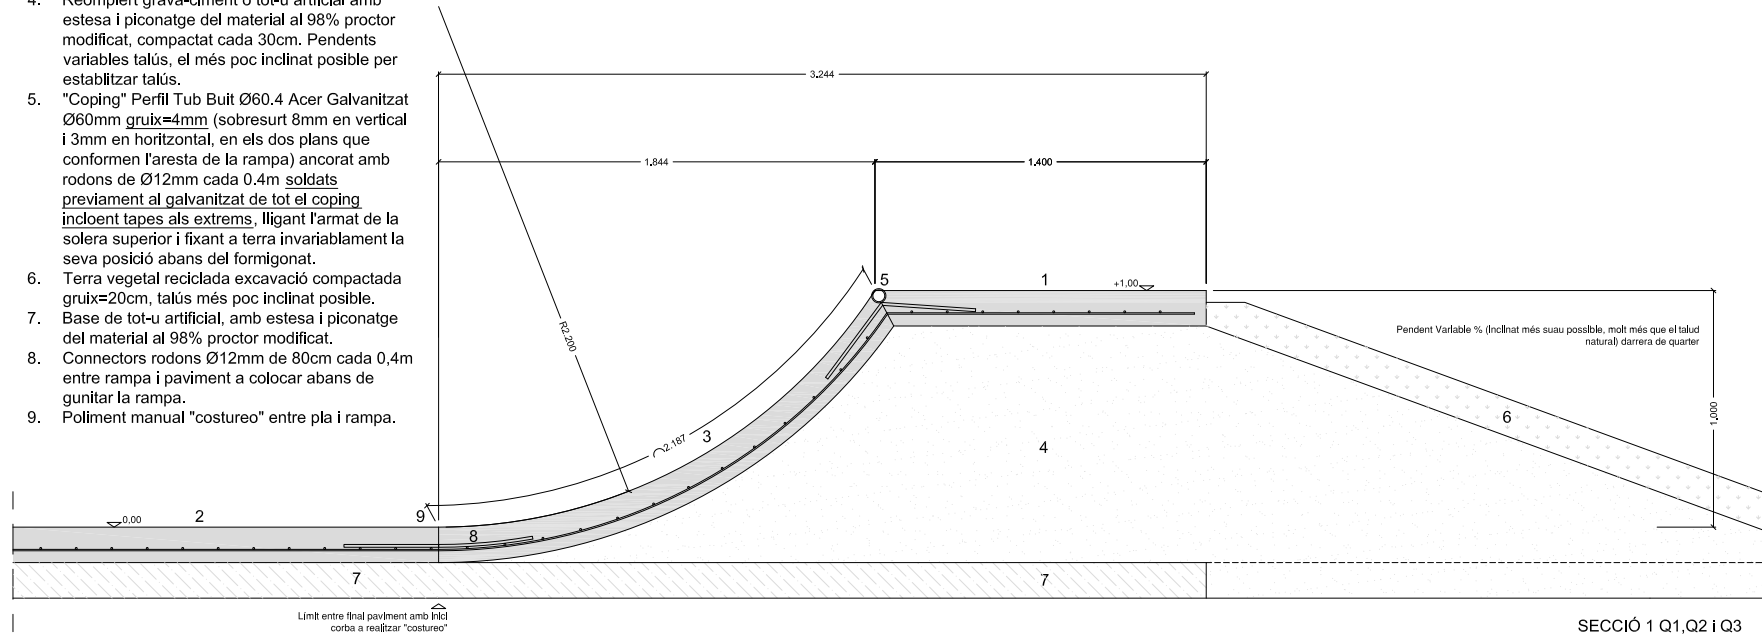 4. Reompiert grava-ciment o tot-u artificial amb
estesa i piconatge del material al 98% proctor
modificat, compactat cada 30cm. Pendents
variables talús, el més poc inclinat posible per
establitzar talús.
5. "Coping" Perfil Tub Buit Ø60.4 Acer Galvanitzat
Ø60mm gruix=4mm (sobresurt 8mm en vertical
i 3mm en horitzontal, en els dos plans que
conformen l'aresta de la rampa) ancorat amb
rodons de Ø12mm cada 0.4m soldats
previament al galvanitzat de tot el coping
incloent tapes als extrems, lligant l'armat de la
solera superior i fixant a terra invariablament la
seva posició abans del formigonat.
6. Terra vegetal reciclada excavació compactada
gruix=20cm, talús més poc inclinat posible.
7. Base de tot-u artificial, amb estesa i piconatge
del material al 98% proctor modificat.
8. Connectors rodons Ø12mm de 80cm cada 0,4m
entre rampa i paviment a colocar abans de
gunitar la rampa.
9. Poliment manual "costureo" entre pla i rampa.
3.244
1.844
1.400
R2.200
5
1
+1,00
Pendent Variable % (Inclinat més suau possible, molt més que el talud
natural) darrera de quarter
1,000
6
2.187
3
4
0,00
2
9
8
7
7
Límit entre final paviment amb inici
corba a realitzar "costureo"
SECCIÓ 1 Q1,Q2 i Q3